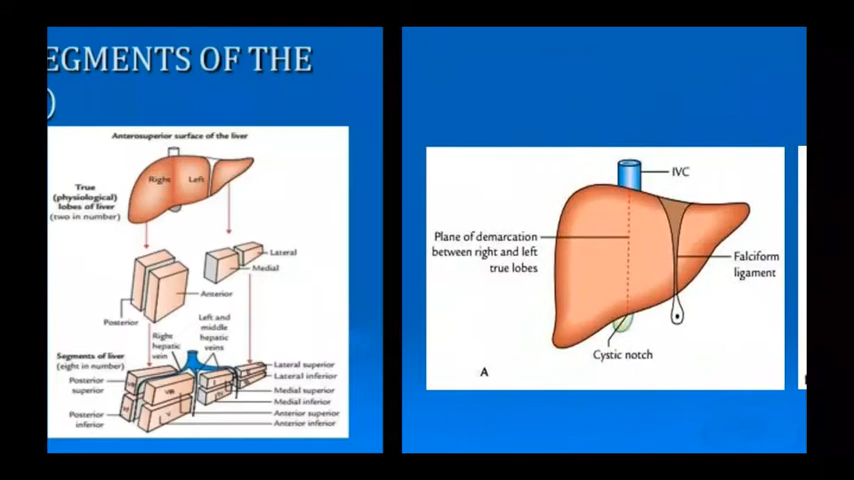 EGMENTS OF THE
)
Anterosuperior surface of the liver
Right
Left
True
(physiological)
lobes of liver
(two in number)
Lateral
Medial
Anterior
Posterior
Left and
middle
hepatic
veins
Right
hepatic
vein
Segments of liver
(eight in number)
Posterior
superior
Posterior
inferior
Lateral superior
Lateral inferior
Medial superior
Medial inferior
Anterior superior
Anterior inferior
VIII
V
IVC
Plane of demarcation
between right and left
true lobes
Falciform
ligament
Cystic notch
A